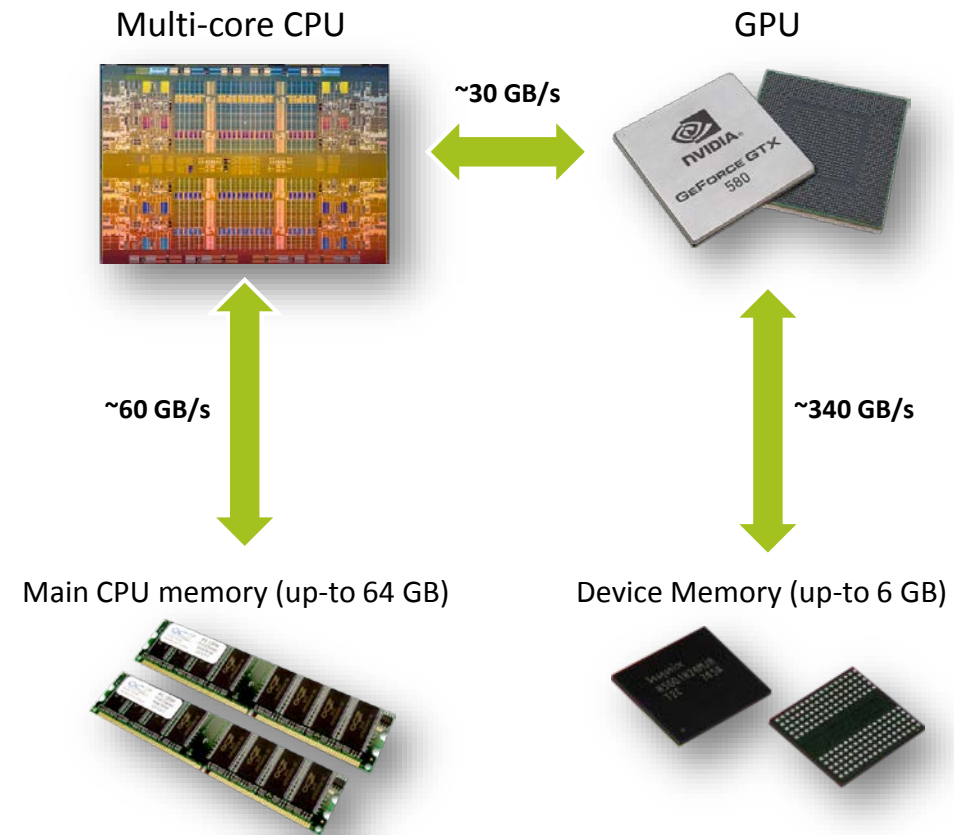 Multi-core CPU
GPU
~30 GB/s
NVIDIA®
GEFORCE GTX
580
~60 GB/s
~340 GB/s
Main CPU memory (up-to 64 GB)
Device Memory (up-to 6 GB)
hynix